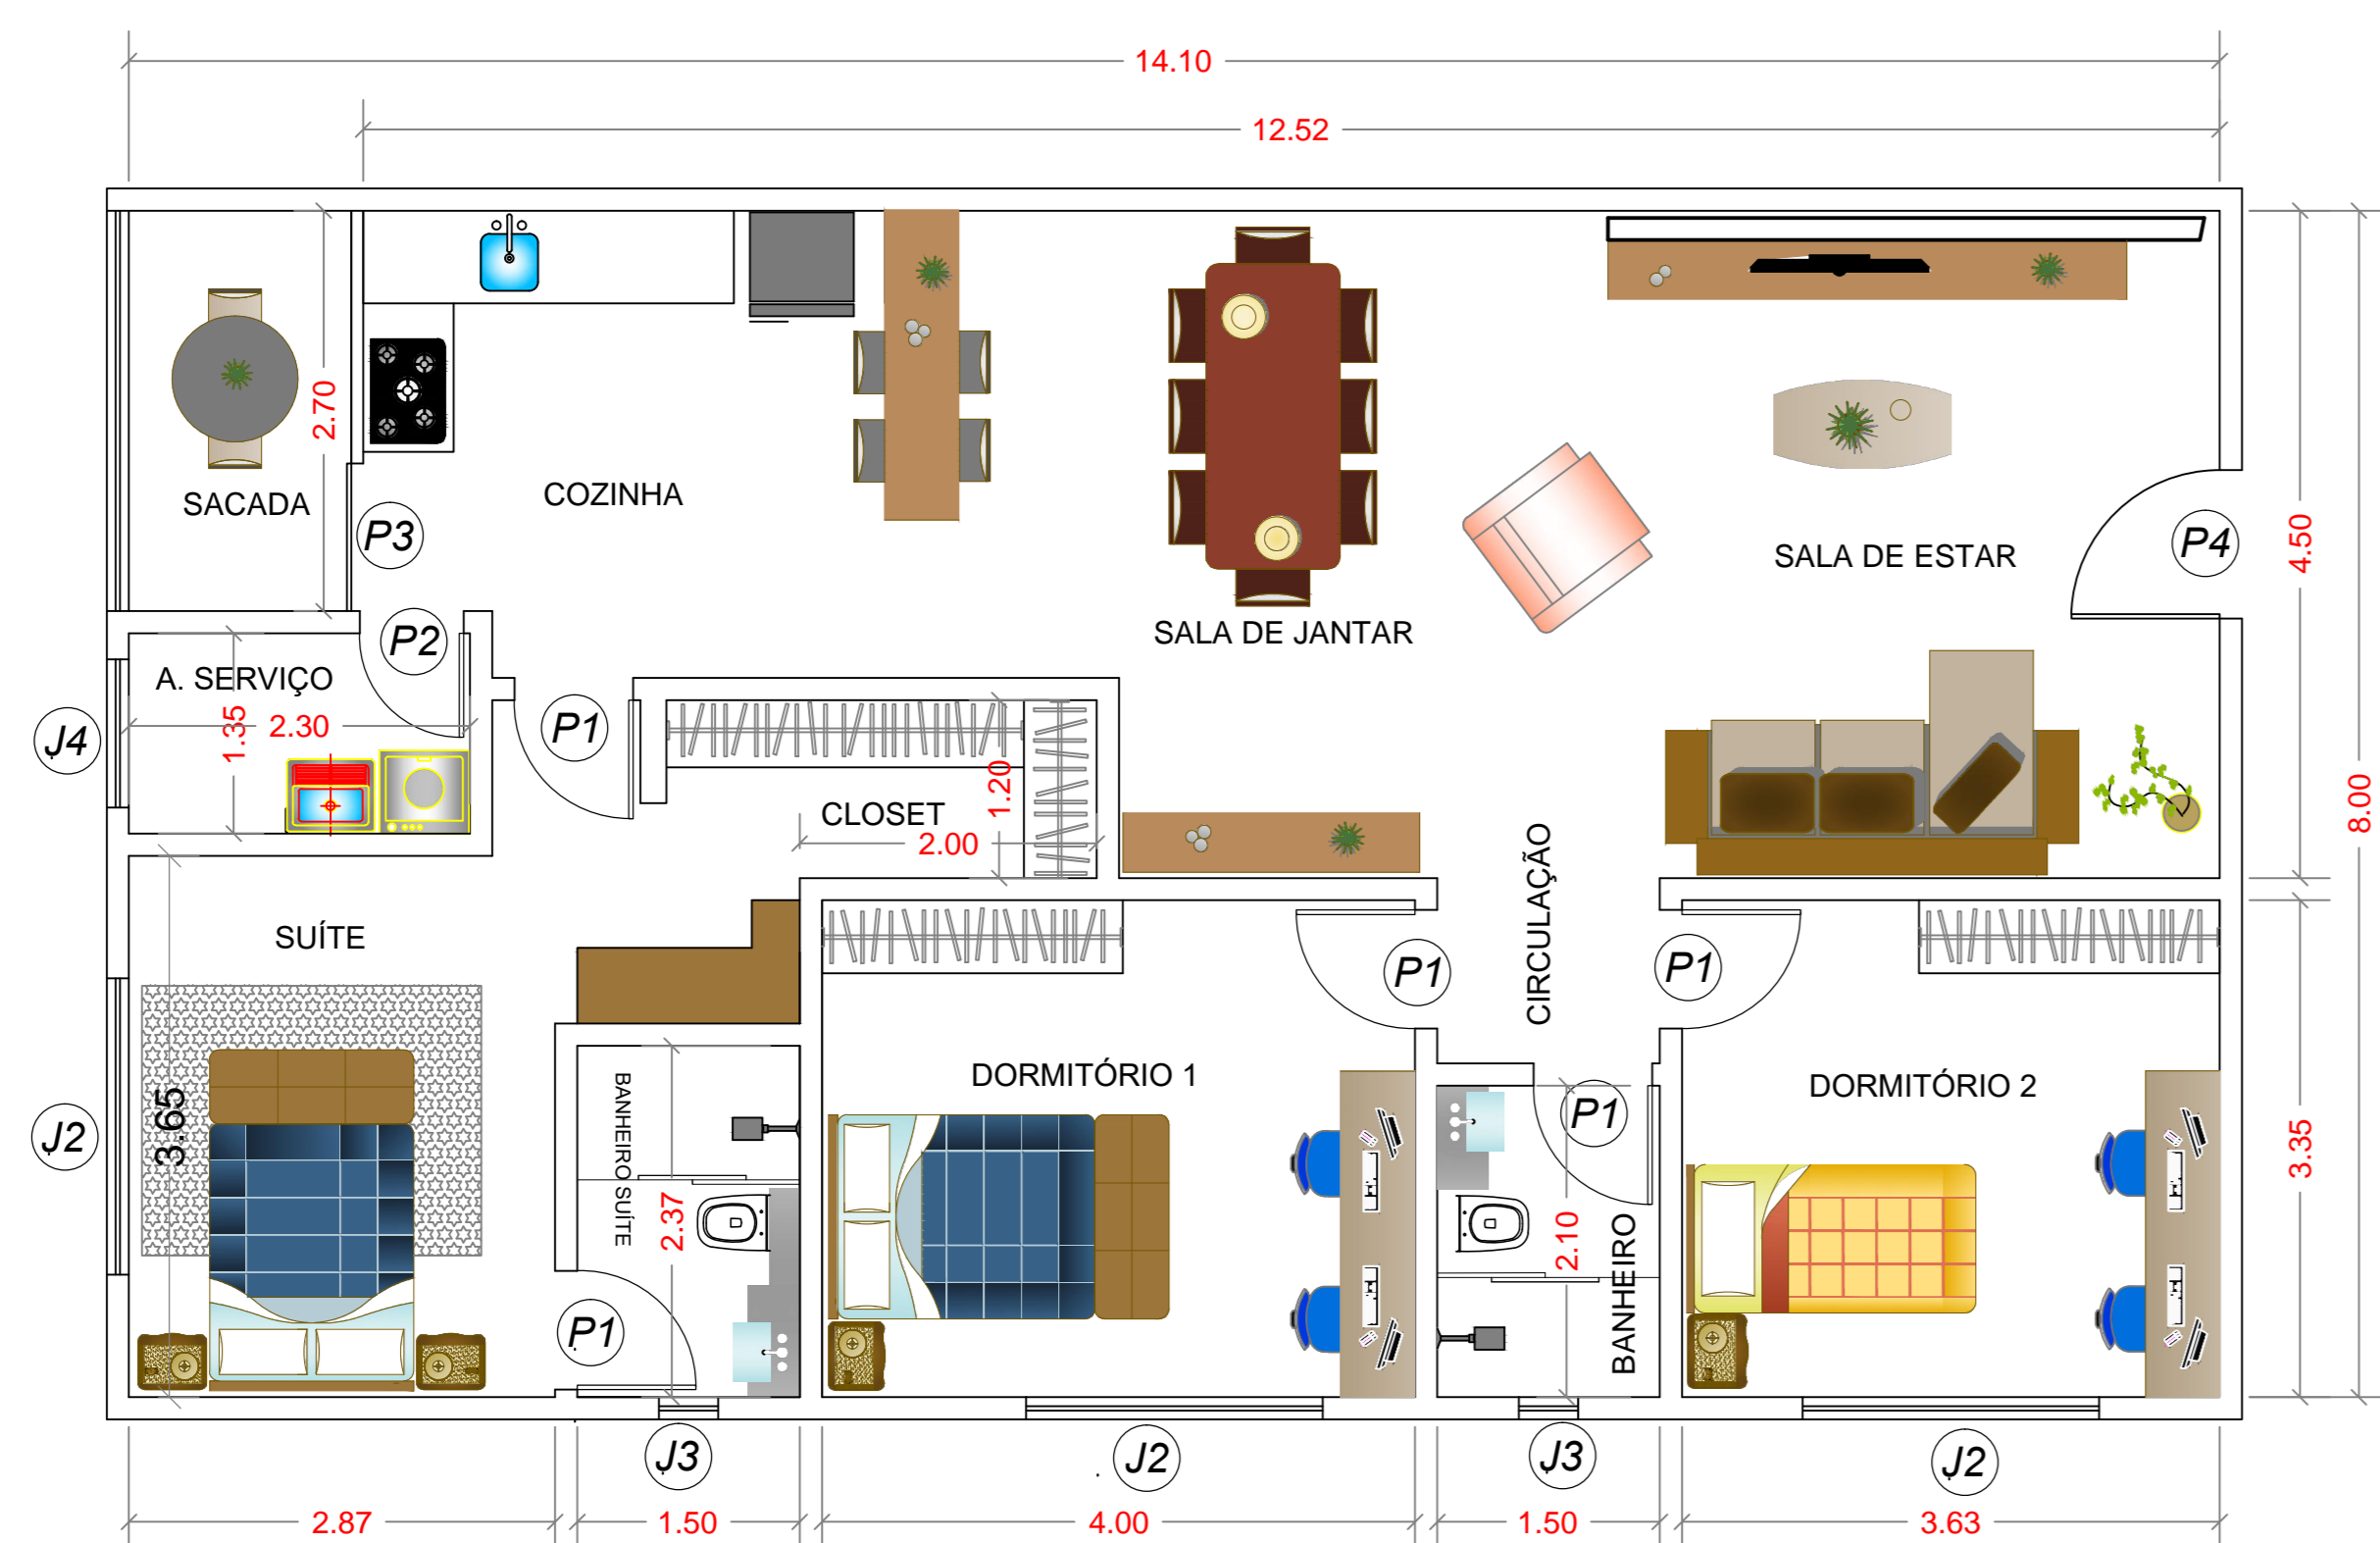 14.10
12.52
2.70
SACADA
COZINHA
P3
SALA DE JANTAR
SALA DE ESTAR
P4
4.50
8.00
P2
A. SERVIÇO
1.35
2.30
J4
P1
CLOSET
1.20
2.00
CIRCULAÇÃO
SUÍTE
3.65
J2
BANHEIRO SUÍTE
2.37
P1
DORMITÓRIO 1
P1
P1
P1
2.10
BANHEIRO
DORMITÓRIO 2
3.35
J3
J2
J3
J2
2.87
1.50
4.00
1.50
3.63